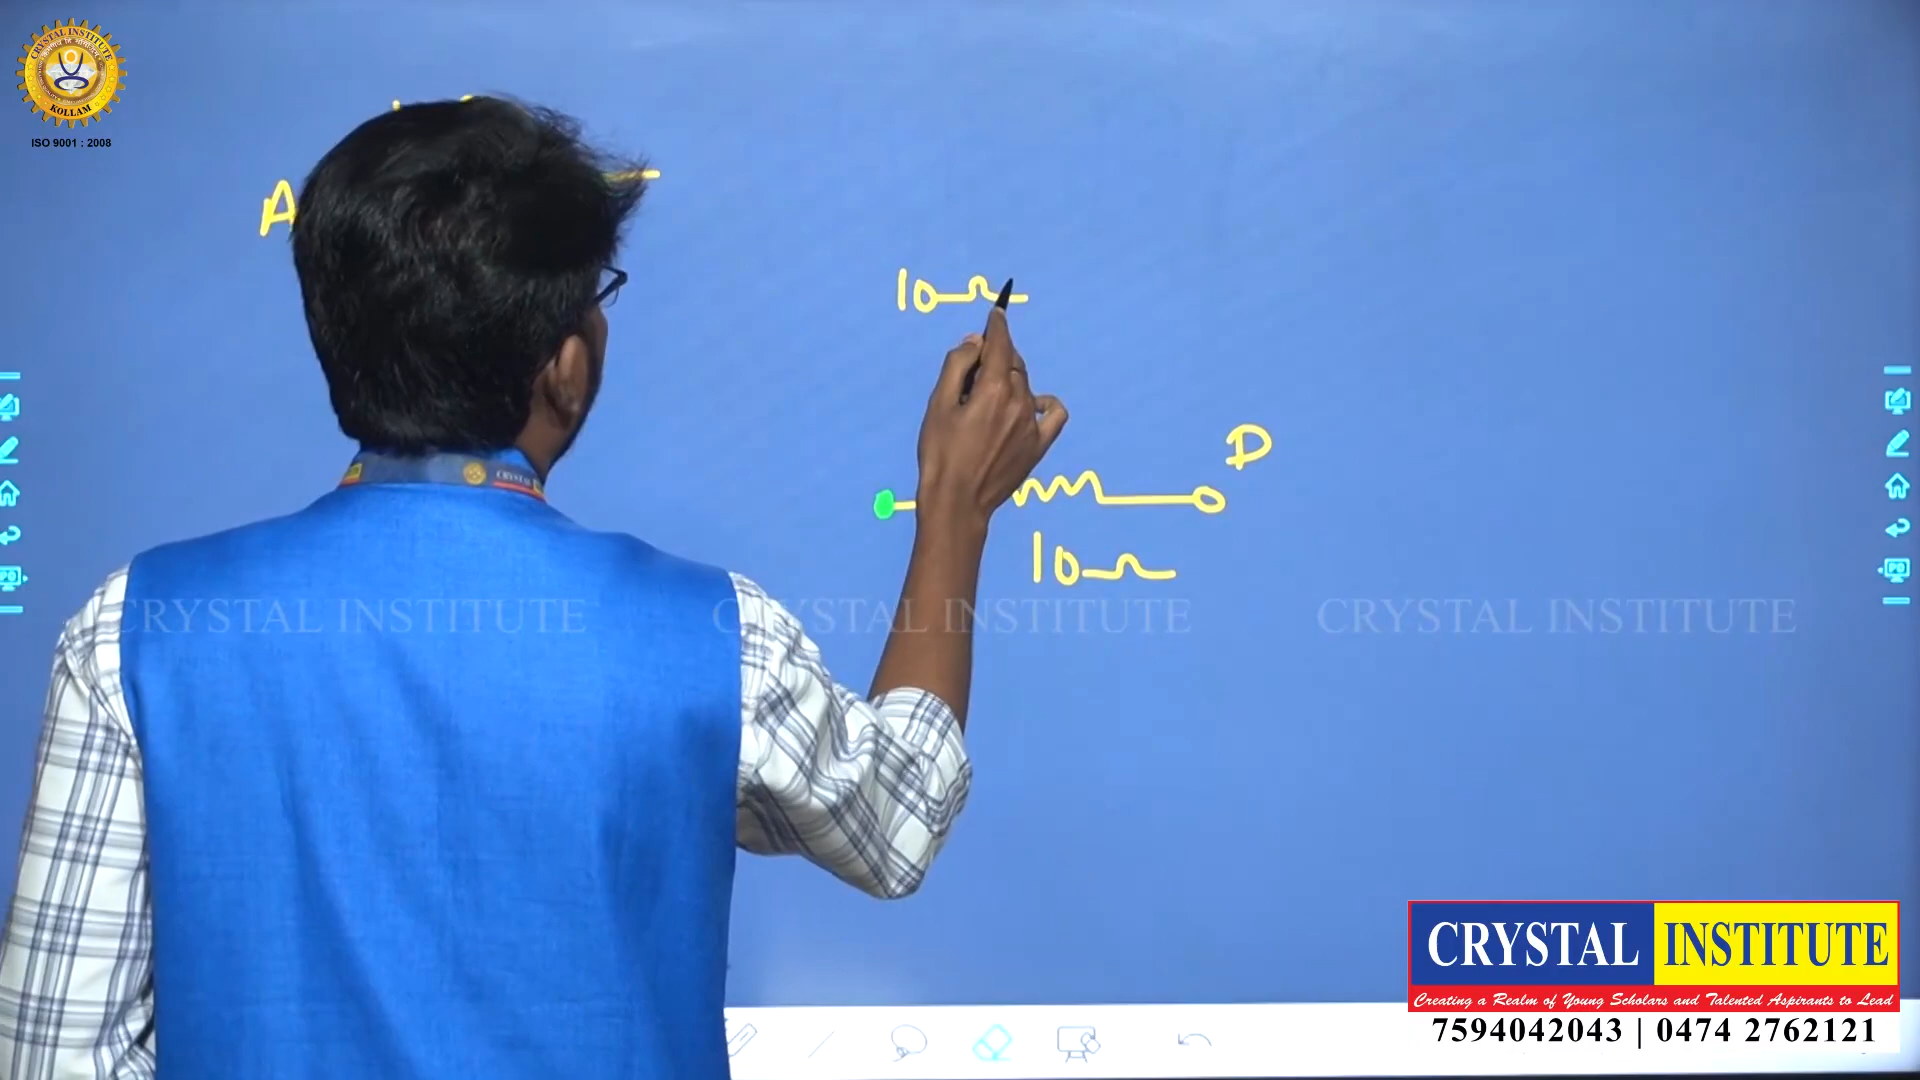 CRYSTAL INSTITUTE
KOLLAM
ISO 9001 : 2008
A
10Ω
D
10Ω
CRYSTAL INSTITUTE CRYSTAL INSTITUTE CRYSTAL INSTITUTE
CRYSTAL INSTITUTE
Creating a Realm of Young Scholars and Talented Aspirants to Lead
7594042043 | 0474 2762121